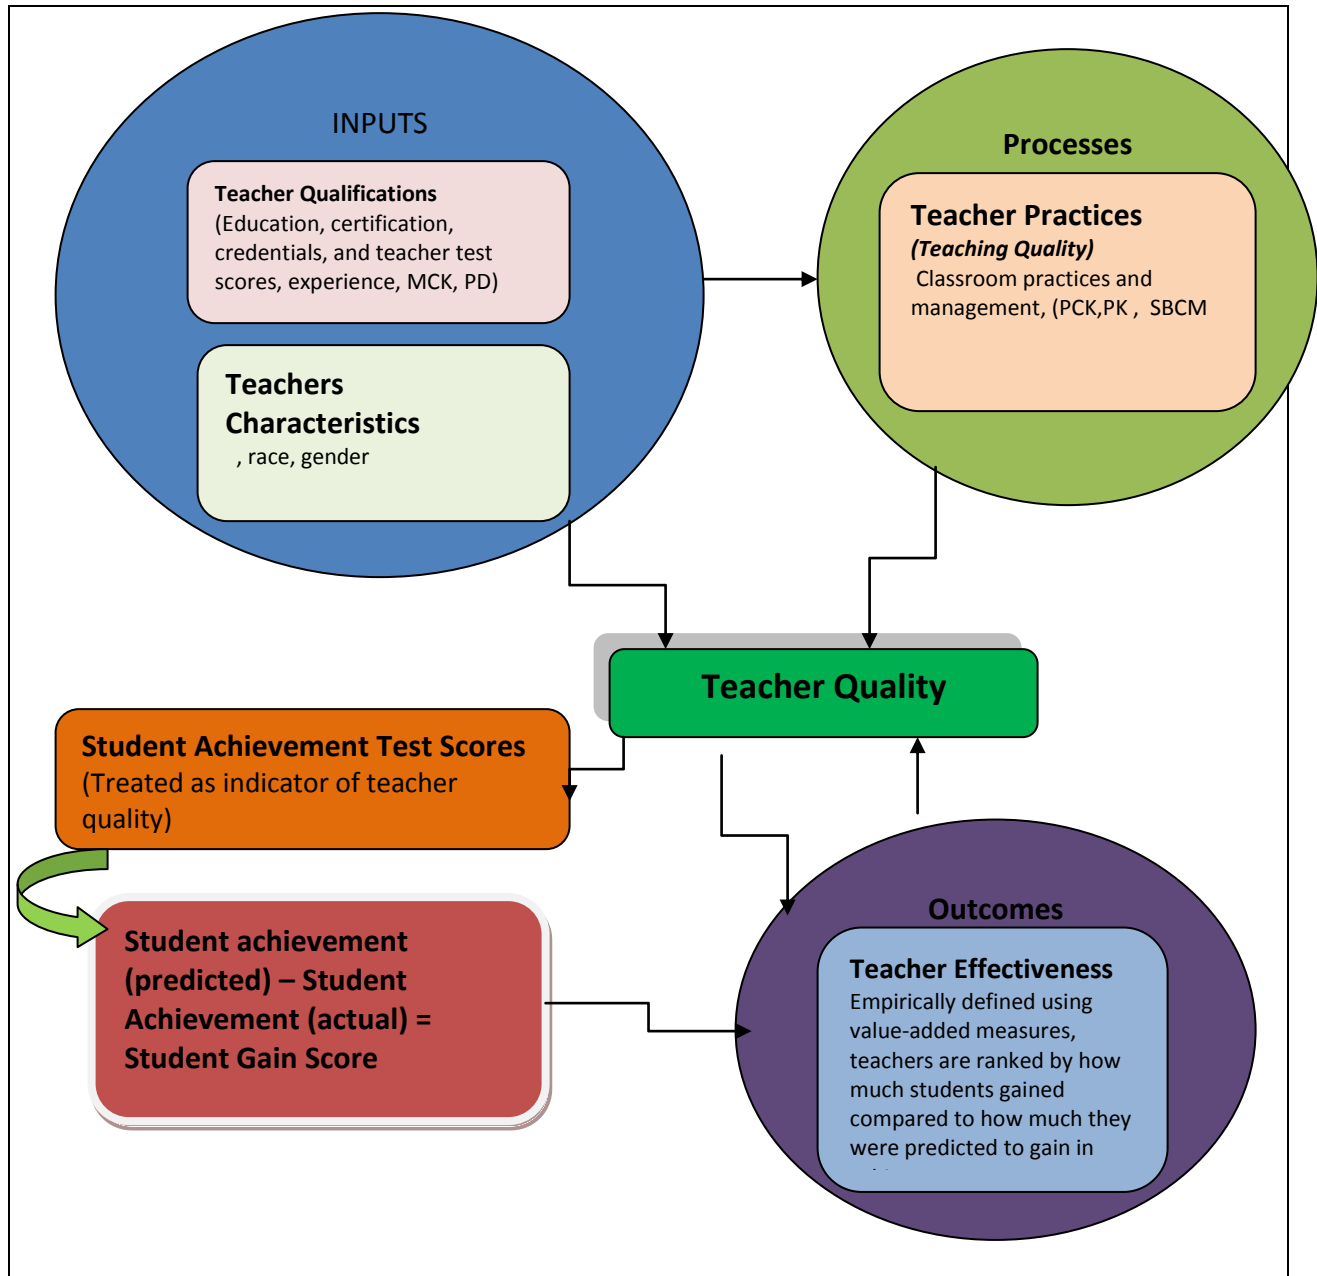 INPUTS
Teacher Qualifications
(Education, certification,
credentials, and teacher test
scores, experience, MCK, PD)
Teachers
Characteristics
, race, gender
Processes
Teacher Practices
(Teaching Quality)
Classroom practices and
management, (PCK,PK , SBCM
Teacher Quality
Student Achievement Test Scores
(Treated as indicator of teacher
quality)
Student achievement
(predicted) – Student
Achievement (actual) =
Student Gain Score
Outcomes
Teacher Effectiveness
Empirically defined using
value-added measures,
teachers are ranked by how
much students gained
compared to how much they
were predicted to gain in